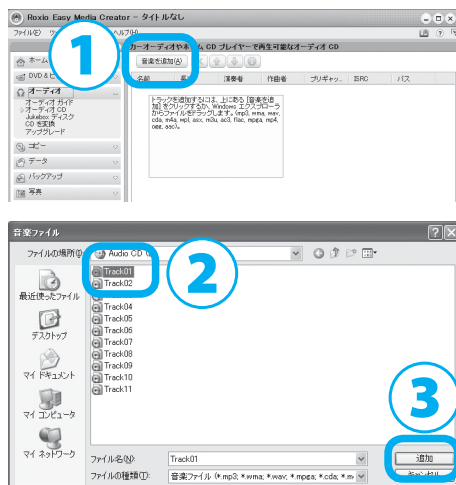 Roxio Easy Media Creator - タイトルなし
ファイル(F)
カーオーディオやホーム CD プレイヤーで再生可能なオーディオ CD
1
ホーム
音楽を追加(A)
DVD &
名前 演奏者 作曲者 プリギャッ... ISRC パス
オーディオ
オーディオ ガイド
オーディオ CD
Jukebox ディスク
CD を変換
アップグレード
トラックを追加するには、上にある [音楽を追
加] をクリックするか、Windows エクスプローラ
からファイルをドラッグします。(mp3, wma, wav,
cda, m4a, wpl, asx, m3u, ac3, flac, mpga, mp4,
ogg, aac)。
コピー
データ
バックアップ
写真
音楽ファイル
ファイルの場所(I):
Audio CD
2
Track01
Track02
Track04
Track05
Track06
Track07
Track08
Track09
Track10
Track11
最近使ったファイル
デスクトップ
マイ ドキュメント
マイ コンピュータ
マイ ネットワーク
3
ファイル名(N):
Track01
追加
ファイルの種類(T):
音楽ファイル (*.mp3; *.wma; *.wav; *.mpga; *.cda; *.m
キャンセル